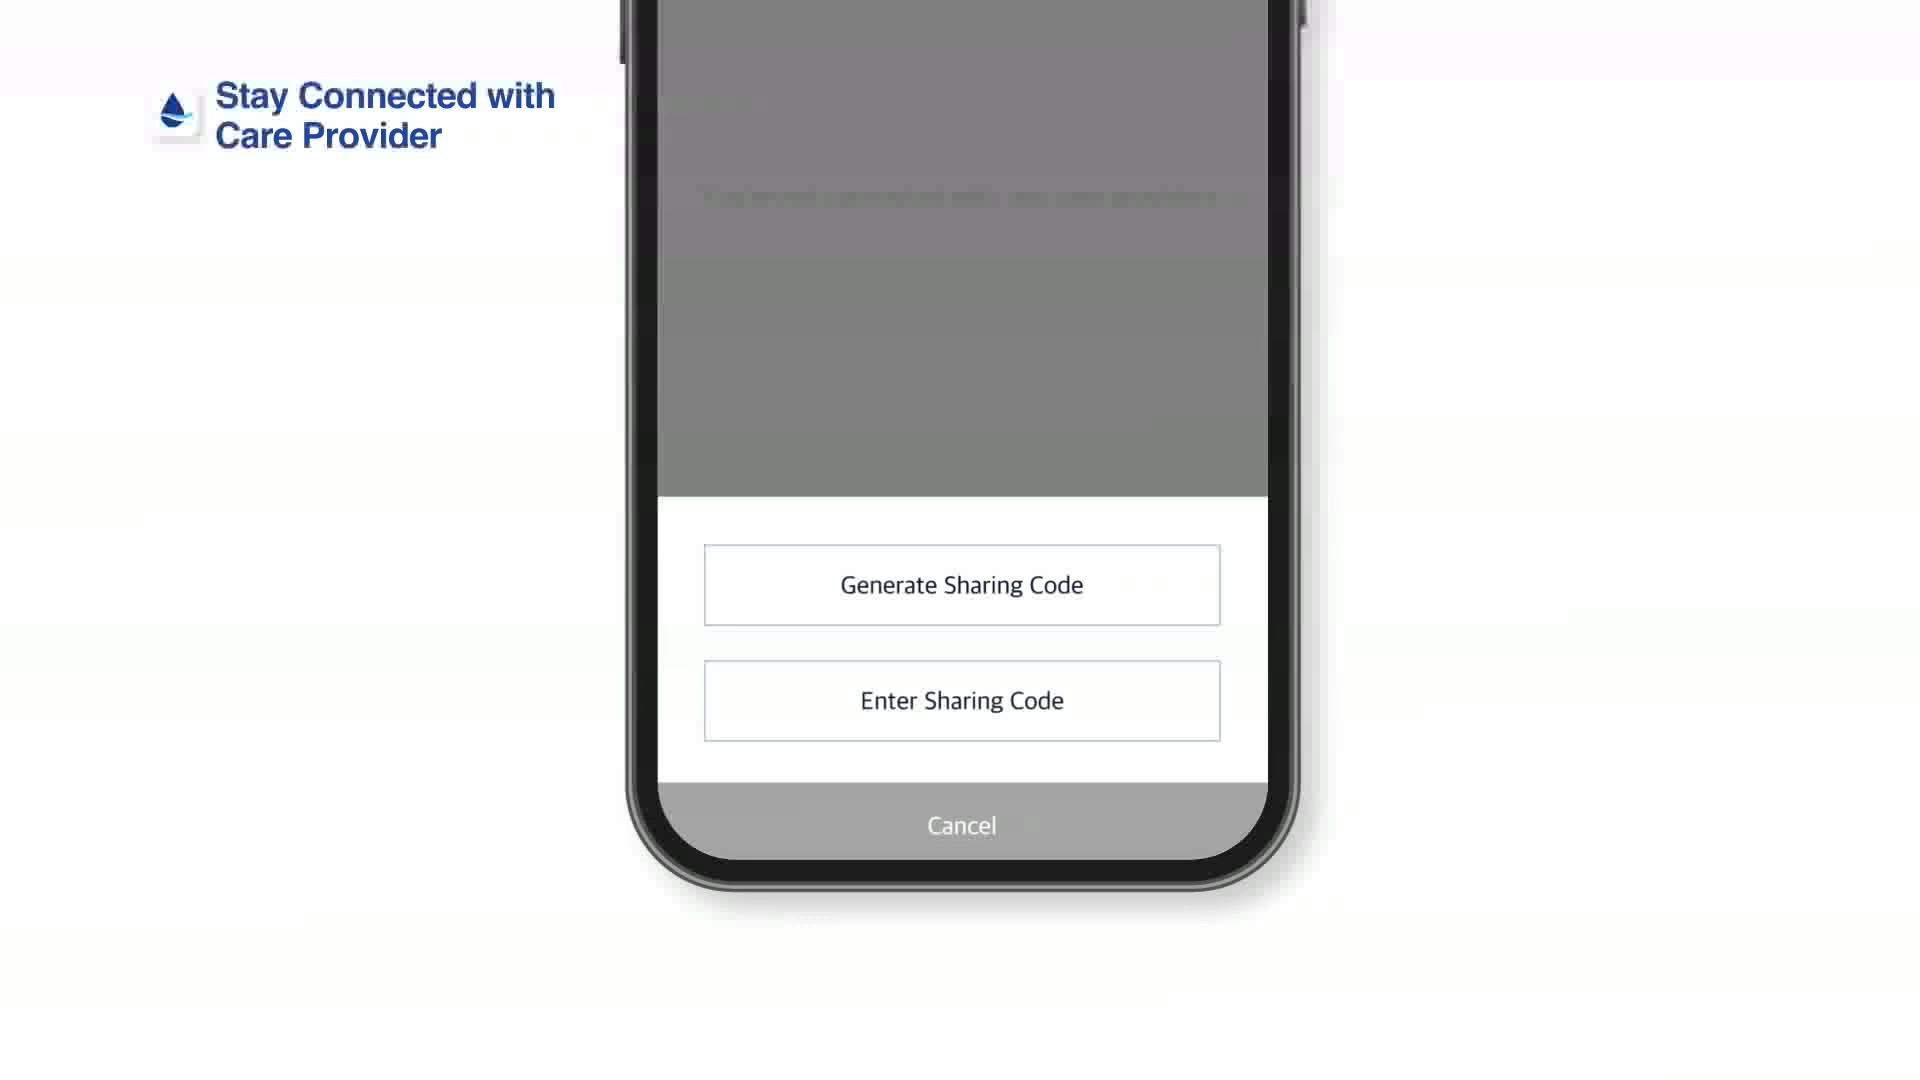 Stay Connected with
Care Provider
Generate Sharing Code
Enter Sharing Code
Cancel